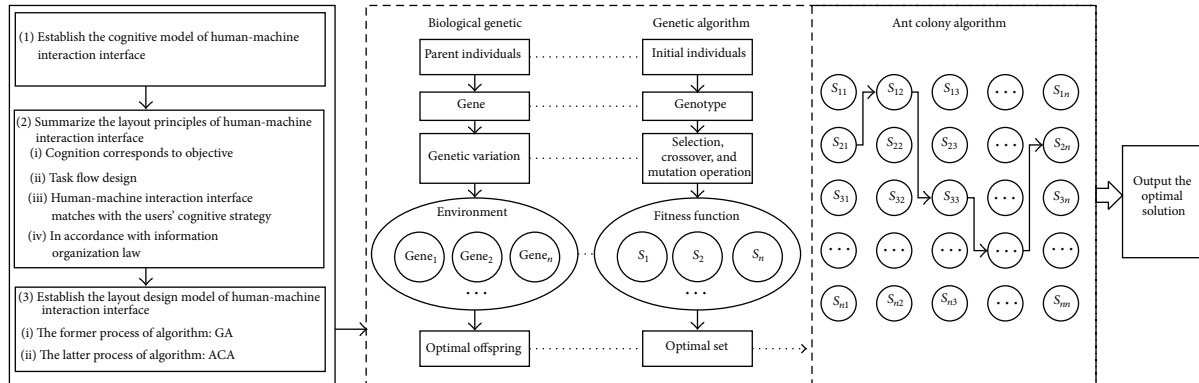 (1) Establish the cognitive model of human-machine
interaction interface
(2) Summarize the layout principles of human-machine
interaction interface
(i) Cognition corresponds to objective
(ii) Task flow design
(iii) Human-machine interaction interface
matches with the users' cognitive strategy
(iv) In accordance with information
organization law
(3) Establish the layout design model of human-machine
interaction interface
(i) The former process of algorithm: GA
(ii) The latter process of algorithm: ACA
Biological genetic
Parent individuals
Gene
Genetic variation
Environment
Gene1 Gene2 Genen
...
Optimal offspring
Genetic algorithm
Initial individuals
Genotype
Selection,
crossover, and
mutation operation
Fitness function
S1 S2 Sn
...
Optimal set
Ant colony algorithm
S11 S12 S13 ... S1n
S21 S22 S23 ... S2n
S31 S32 S33 ... S3n
... ... ... ... ...
Sn1 Sn2 Sn3 ... Snn
Output the
optimal
solution